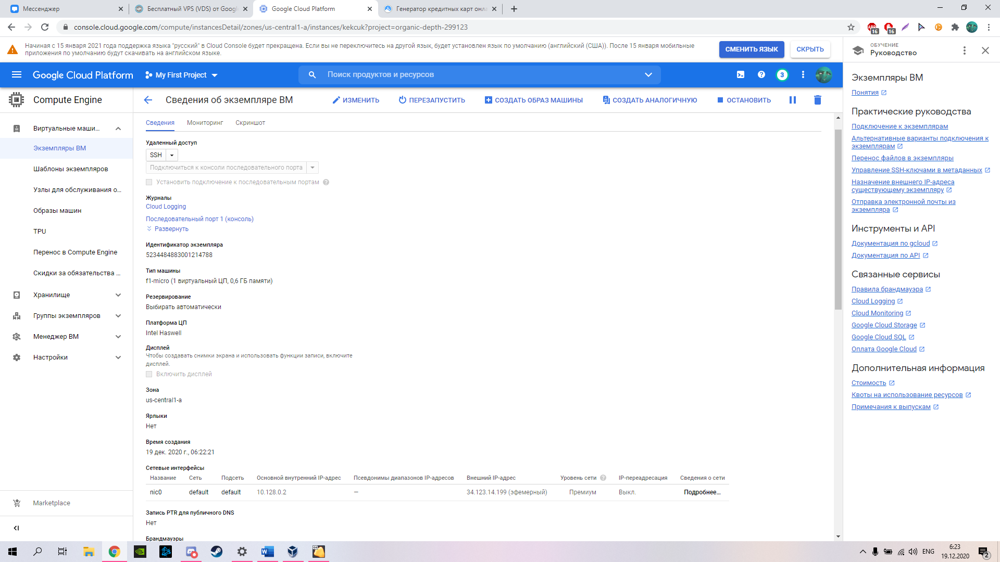 Мессенджер
Бесплатный VPS (VDS) от Googl
Google Cloud Platform
Генератор кредитных карт онла
console.cloud.google.com/compute/instancesDetail/zones/us-central1-a/instances/kekcuk?project=organic-depth-299123
16
16
Начиная с 15 января 2021 года поддержка языка "русский" в Cloud Console будет прекращена. Если вы не переключитесь на другой язык, будет установлен язык по умолчанию (английский (США)). После 15 января мобильные
приложения по умолчанию будут скачивать на английском языке.
СМЕНИТЬ ЯЗЫК
СКРЫТЬ
ОБУЧЕНИЕ
Руководство
Google Cloud Platform
My First Project
Поиск продуктов и ресурсов
3
Compute Engine
Сведения об экземпляре ВМ
ИЗМЕНИТЬ
ПЕРЕЗАПУСТИТЬ
СОЗДАТЬ ОБРАЗ МАШИНЫ
СОЗДАТЬ АНАЛОГИЧНУЮ
ОСТАНОВИТЬ
Виртуальные маши...
Экземпляры ВМ
Шаблоны экземпляров
Узлы для обслуживания о...
Образы машин
TPU
Перенос в Compute Engine
Скидки за обязательства ...
Хранилище
Группы экземпляров
Менеджер ВМ
Настройки
Marketplace
Сведения
Мониторинг
Скриншот
Удаленный доступ
SSH
Подключиться к консоли последовательного порта
Установить подключение к последовательным портам
Журналы
Cloud Logging
Последовательный порт 1 (консоль)
Развернуть
Идентификатор экземпляра
5234484883001214788
Тип машины
f1-micro (1 виртуальный ЦП, 0,6 ГБ памяти)
Резервирование
Выбирать автоматически
Платформа ЦП
Intel Haswell
Дисплей
Чтобы создавать снимки экрана и использовать функции записи, включите
дисплей.
Включить дисплей
Зона
us-central1-a
Ярлыки
Нет
Время создания
19 дек. 2020 г., 06:22:21
Сетевые интерфейсы
Название Сеть Подсеть Основной внутренний IP-адрес Псевдонимы диапазонов IP-адресов Внешний IP-адрес Уровень сети IP-переадресация Сведения о сети
nic0 default default 10.128.0.2 — 34.123.14.199 (эфемерный) Премиум Выкл. Подробнее...
Запись PTR для публичного DNS
Нет
Брандмауэры
Экземпляры ВМ
Понятия
Практические руководства
Подключение к экземплярам
Альтернативные варианты подключения к
экземплярам
Перенос файлов в экземпляры
Управление SSH-ключами в метаданных
Назначение внешнего IP-адреса
существующему экземпляру
Отправка электронной почты из
экземпляра
Инструменты и API
Документация по gcloud
Документация по API
Связанные сервисы
Правила брандмауэра
Cloud Logging
Cloud Monitoring
Google Cloud Storage
Google Cloud SQL
Оплата Google Cloud
Дополнительная информация
Стоимость
Квоты на использование ресурсов
Примечания к выпускам
ENG
6:23
19.12.2020
2